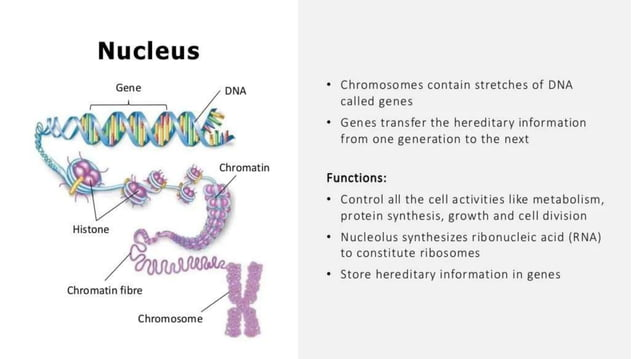 Nucleus
Gene
DNA
Chromatin
Histone
Chromatin fibre
Chromosome
• Chromosomes contain stretches of DNA
called genes
• Genes transfer the hereditary information
from one generation to the next
Functions:
• Control all the cell activities like metabolism,
protein synthesis, growth and cell division
• Nucleolus synthesizes ribonucleic acid (RNA)
to constitute ribosomes
• Store hereditary information in genes